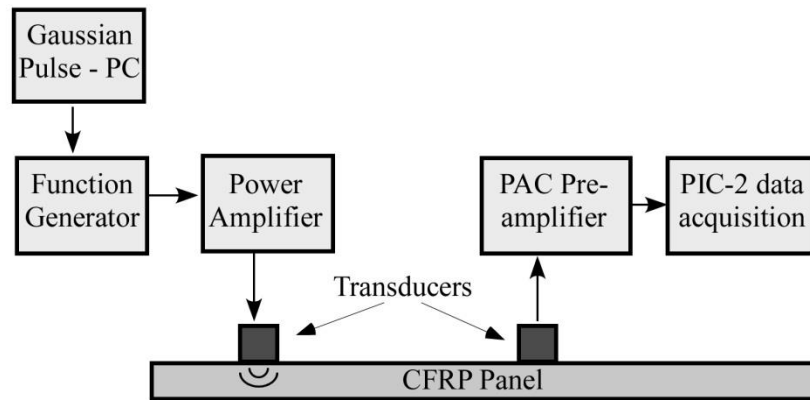 Gaussian
Pulse - PC
Function
Generator
Power
Amplifier
PAC Pre-
amplifier
PIC-2 data
acquisition
Transducers
CFRP Panel